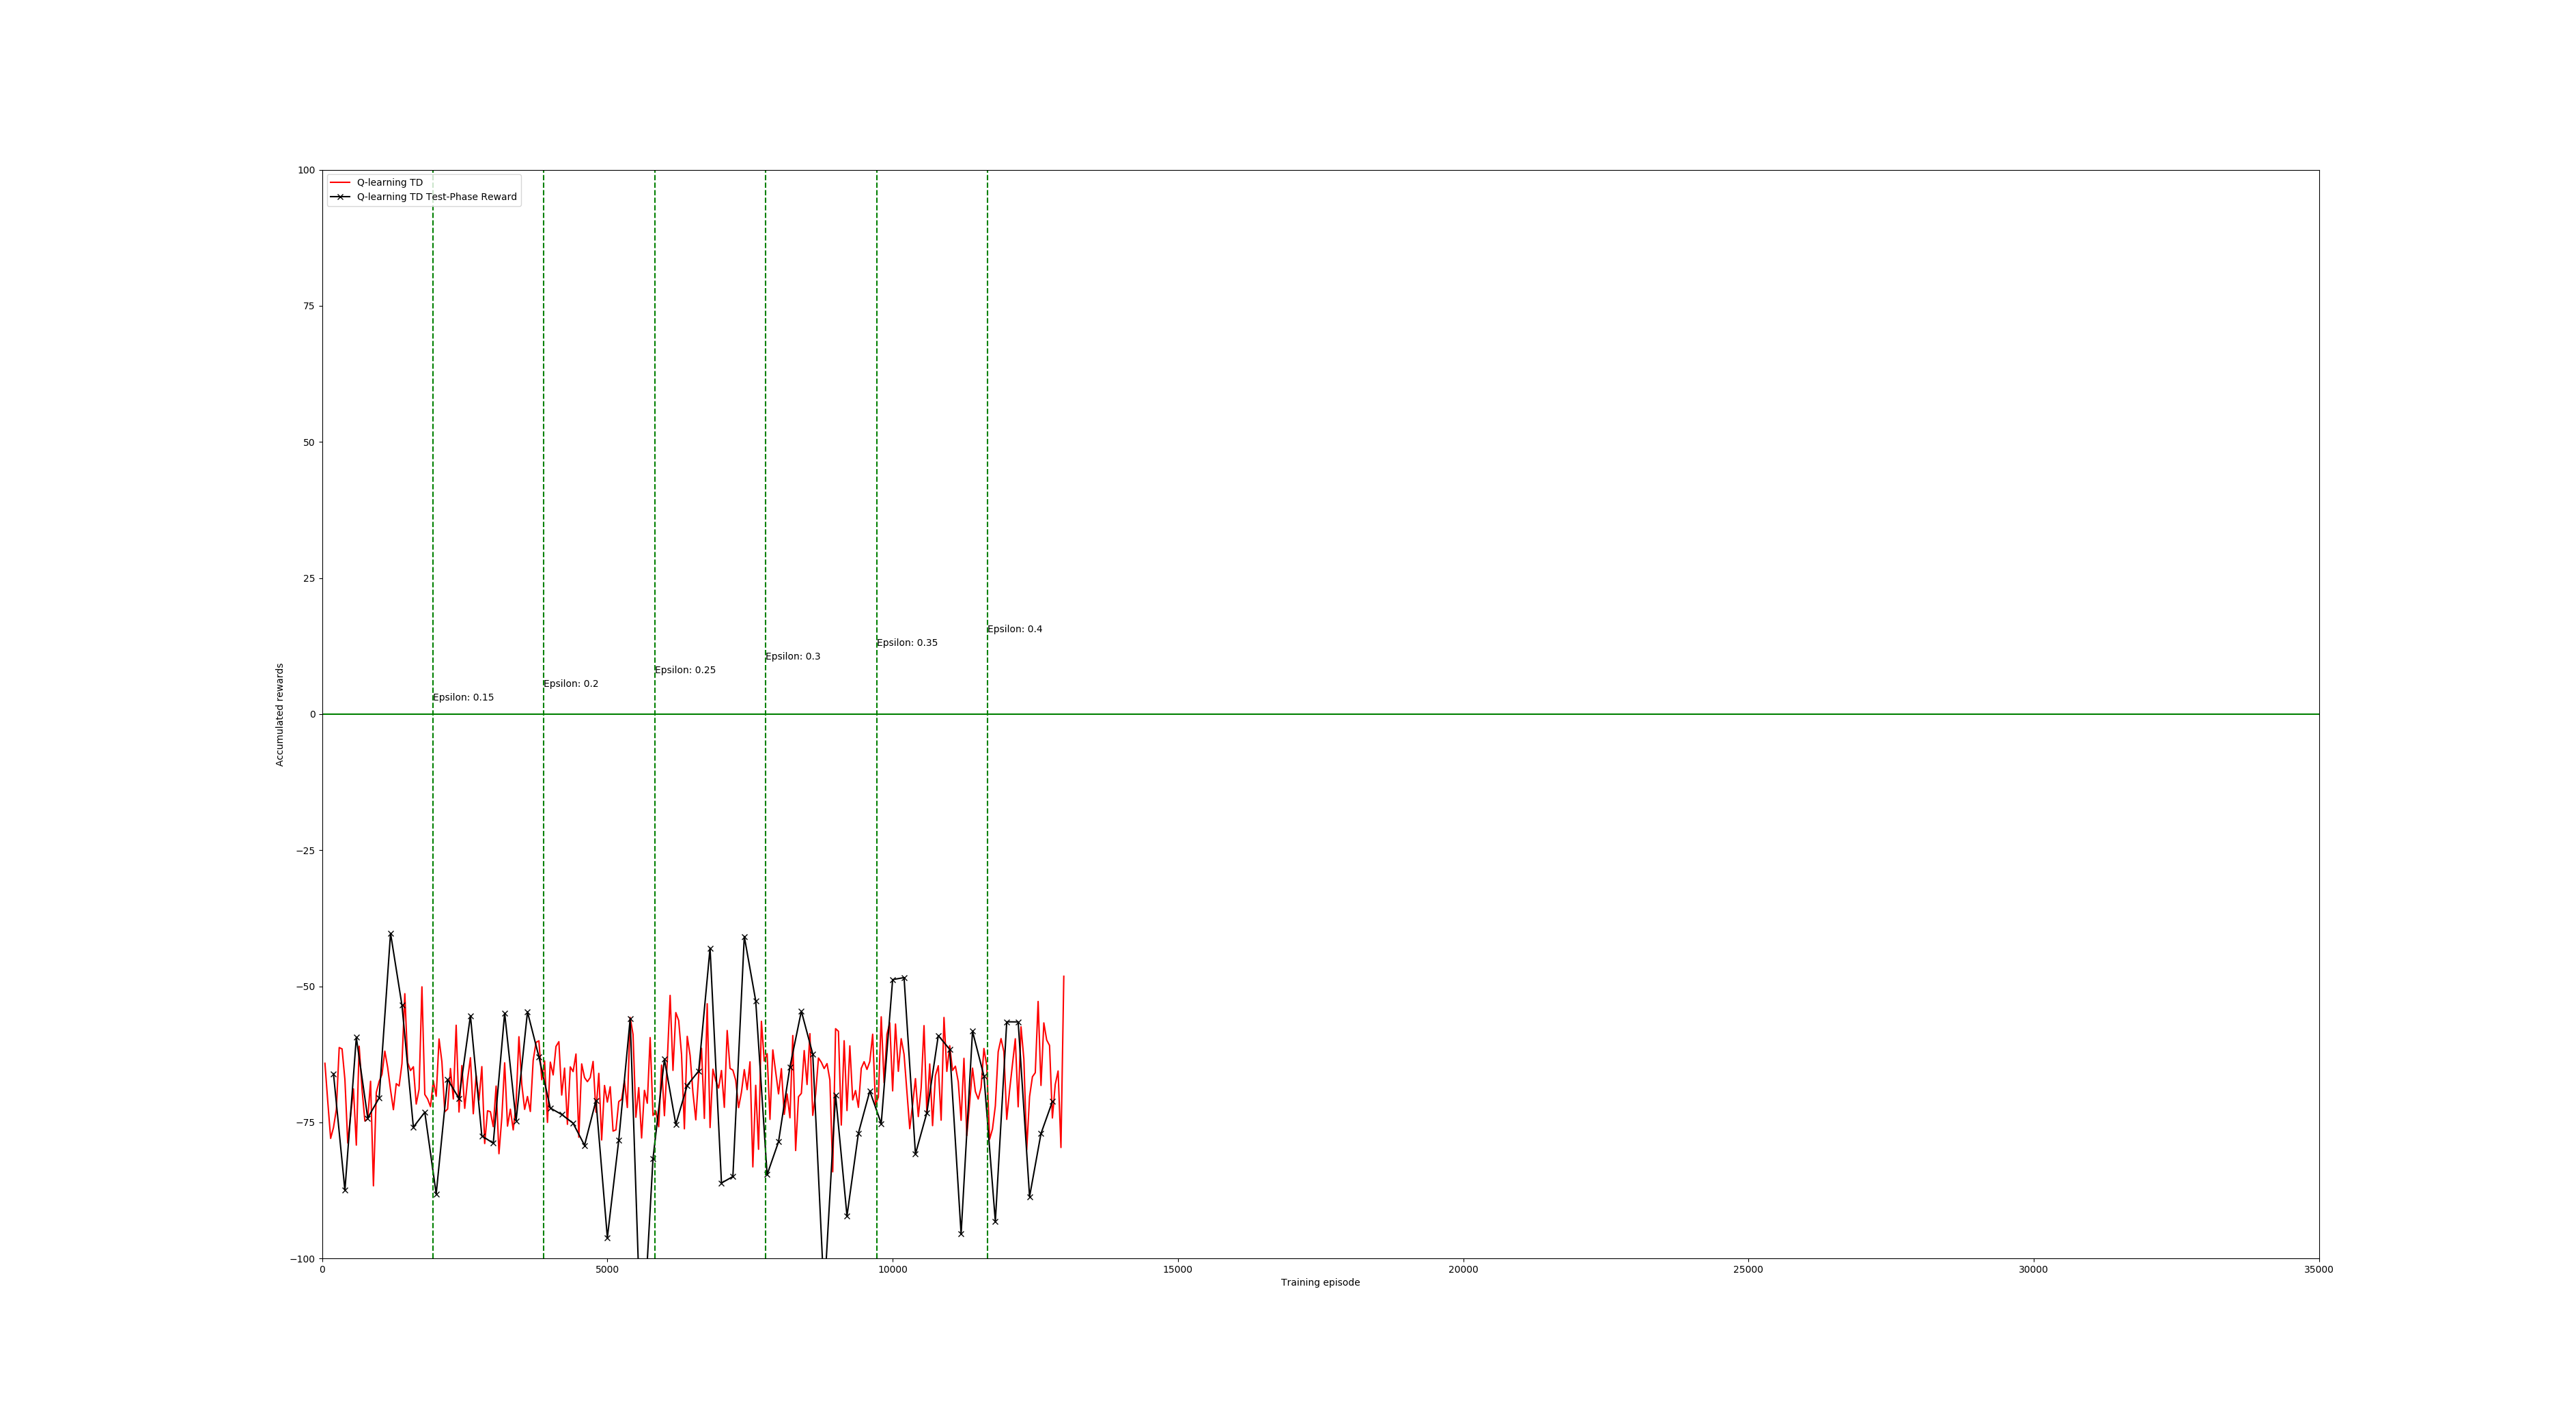 100
Q-learning TD
Q-learning TD Test-Phase Reward
75
50
25
Epsilon: 0.4
Epsilon: 0.35
Epsilon: 0.3
Epsilon: 0.25
Epsilon: 0.2
Epsilon: 0.15
0
Accumulated rewards
−25
−50
−75
−100
0 5000 10000 15000 20000 25000 30000 35000
Training episode